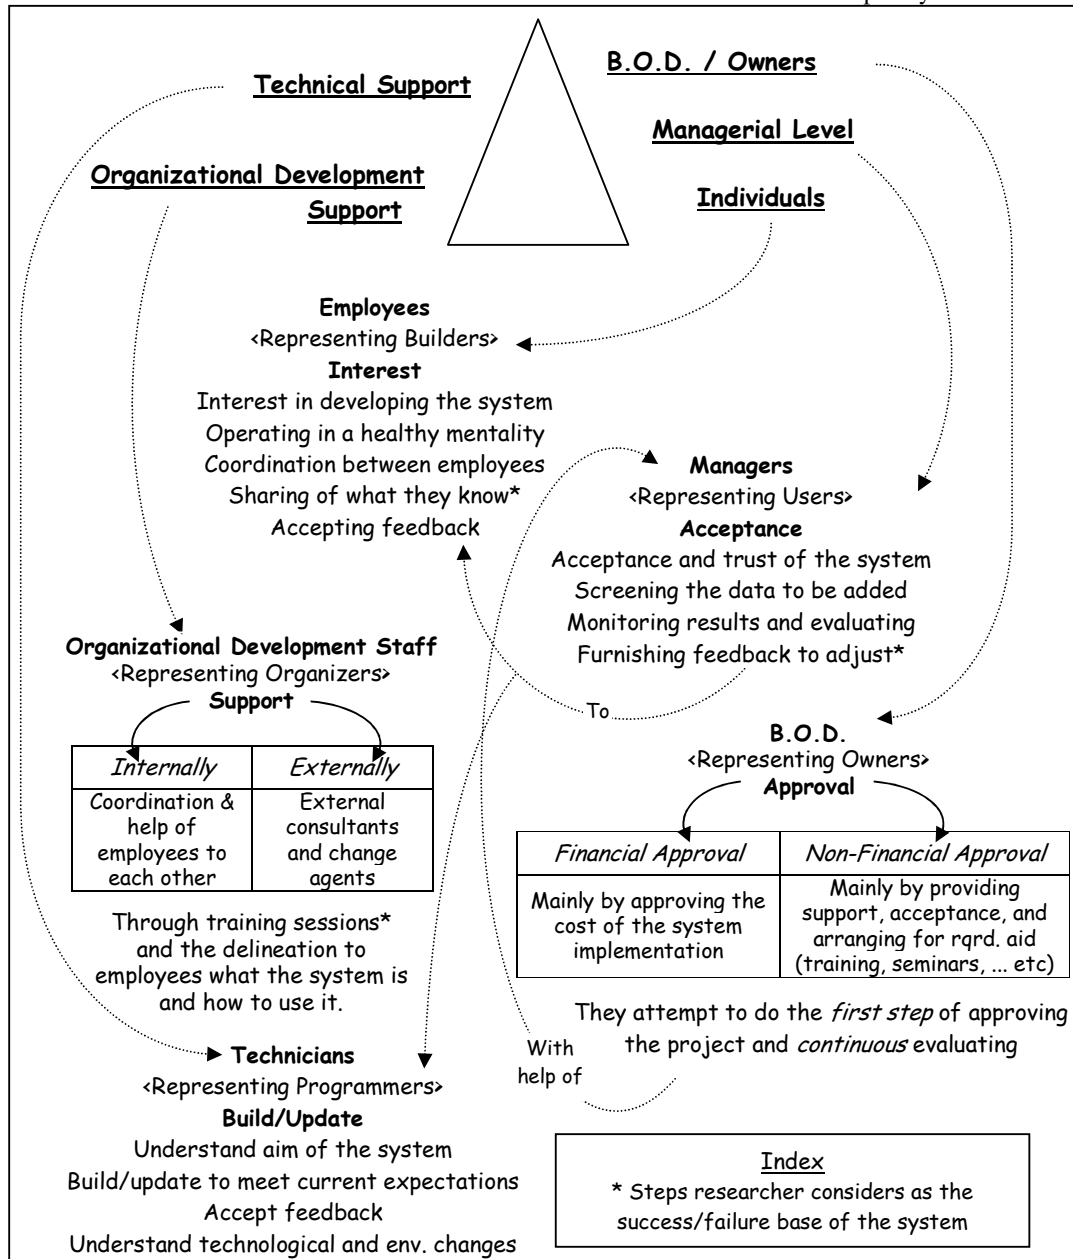 Technical Support
B.O.D. / Owners
Managerial Level
Organizational Development
Support
Individuals
Employees
<Representing Builders>
Interest
Interest in developing the system
Operating in a healthy mentality
Coordination between employees
Sharing of what they know*
Accepting feedback
Managers
<Representing Users>
Acceptance
Acceptance and trust of the system
Screening the data to be added
Monitoring results and evaluating
Furnishing feedback to adjust*
To
Organizational Development Staff
<Representing Organizers>
Support
Internally
Externally
Coordination &
help of
employees to
each other
External
consultants
and change
agents
Through training sessions*
and the delineation to
employees what the system is
and how to use it.
B.O.D.
<Representing Owners>
Approval
Financial Approval
Non-Financial Approval
Mainly by approving the
cost of the system
implementation
Mainly by providing
support, acceptance, and
arranging for rqrd. aid
(training, seminars, ... etc)
They attempt to do the first step of approving
the project and continuous evaluating
With
help of
Technicians
<Representing Programmers>
Build/Update
Understand aim of the system
Build/update to meet current expectations
Accept feedback
Understand technological and env. changes
Index
* Steps researcher considers as the
success/failure base of the system